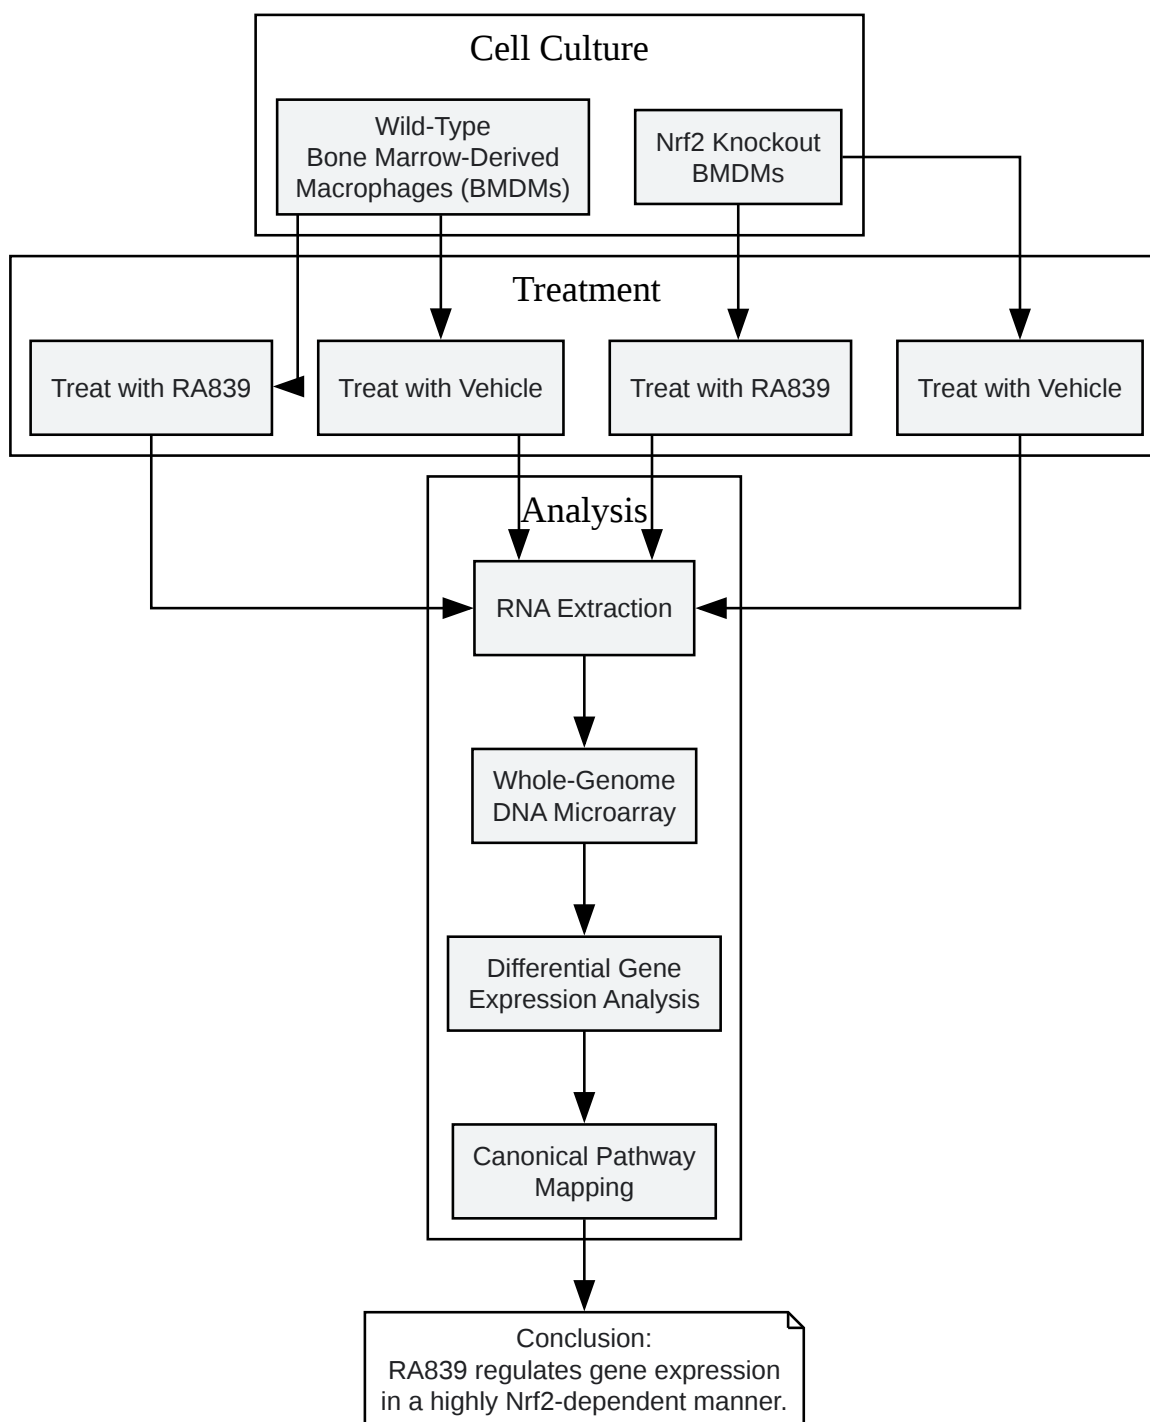 Cell Culture
Wild-Type
Bone Marrow-Derived
Macrophages (BMDMs)
Nrf2 Knockout
BMDMs
Treatment
Treat with RA839
Treat with Vehicle
Treat with RA839
Treat with Vehicle
Analysis
RNA Extraction
Whole-Genome
DNA Microarray
Differential Gene
Expression Analysis
Canonical Pathway
Mapping
Conclusion:
RA839 regulates gene expression
in a highly Nrf2-dependent manner.